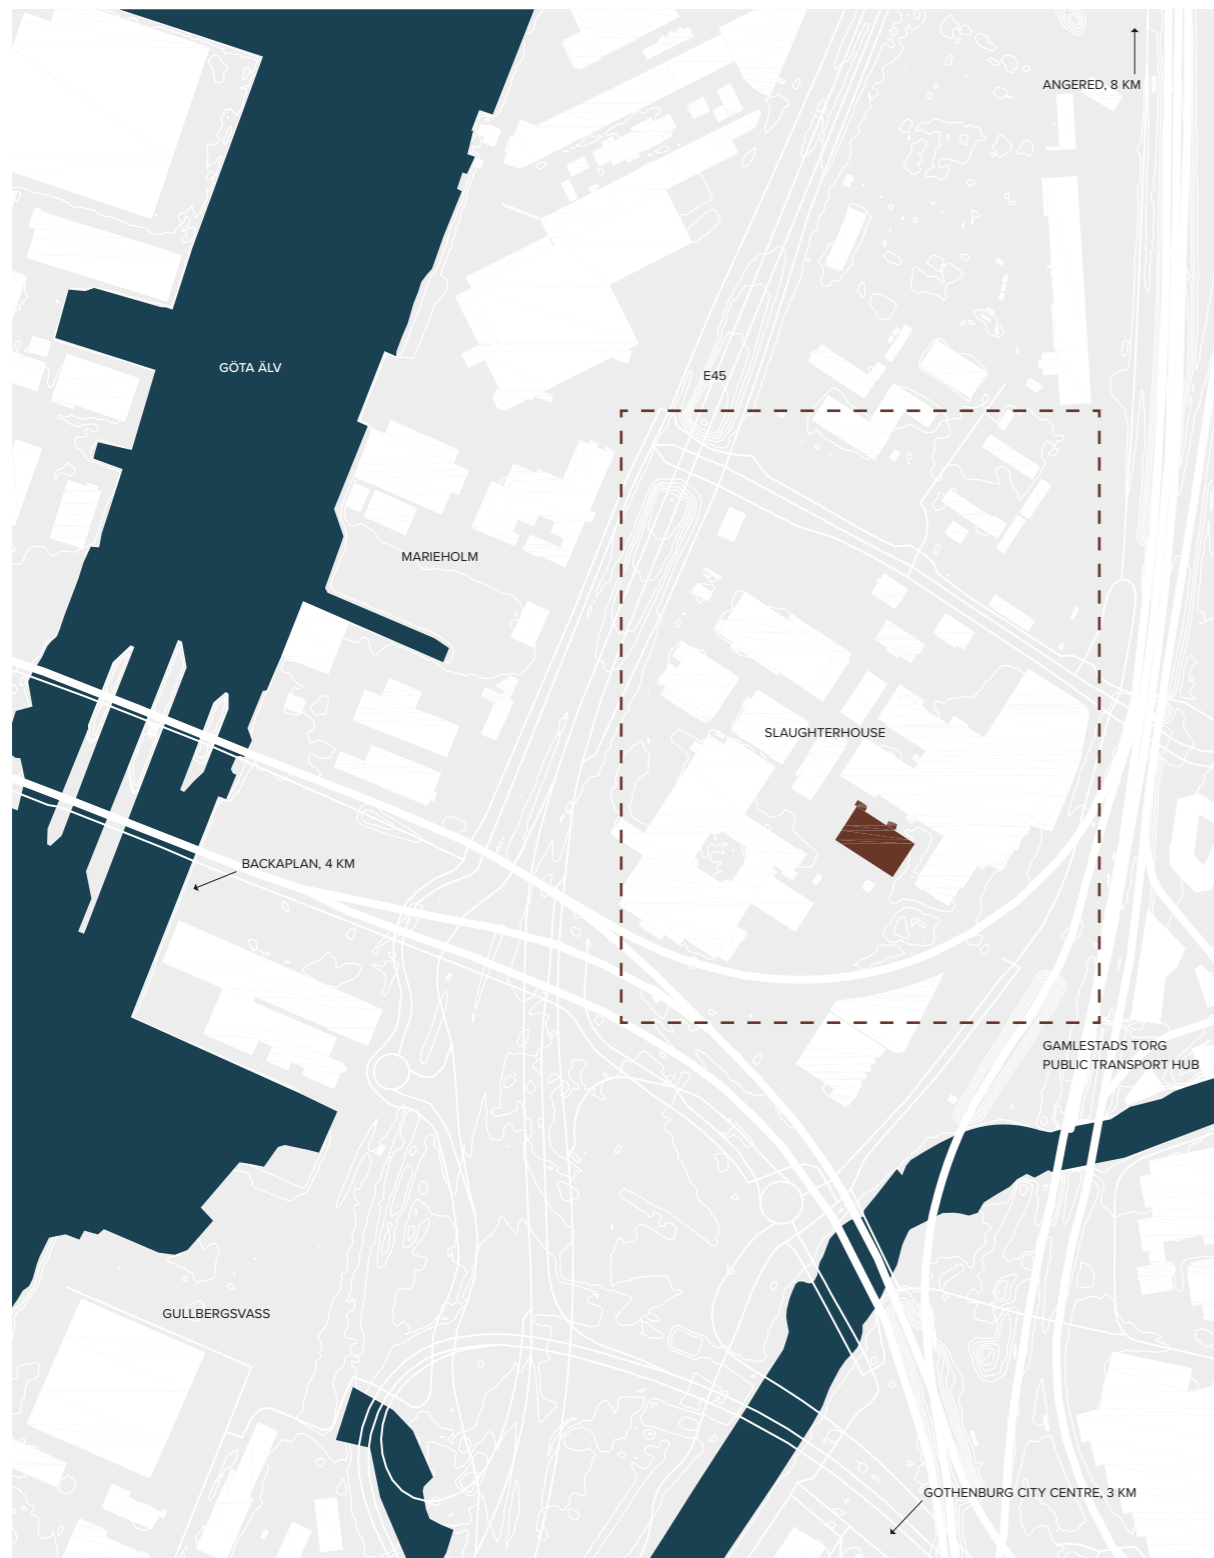 ANGERED, 8 KM
GÖTA ÄLV
E45
MARIEHOLM
SLAUGHTERHOUSE
BACKAPLAN, 4 KM
GAMLESTADS TORG
PUBLIC TRANSPORT HUB
GULLBERGSVASS
GOTHENBURG CITY CENTRE, 3 KM